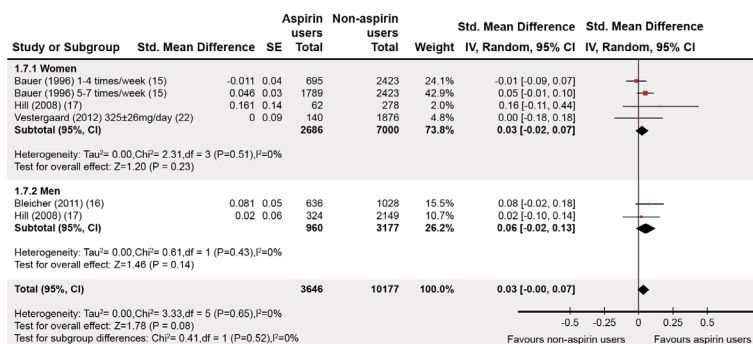 Aspirin Non-aspirin
users users Std. Mean Difference Std. Mean Difference
Study or Subgroup Std. Mean Difference SE Total Total Weight IV, Random, 95% CI IV, Random, 95% CI
1.7.1 Women
Bauer (1996) 1-4 times/week (15) -0.011 0.04 695 2423 24.1% -0.01 [-0.09, 0.07]
Bauer (1996) 5-7 times/week (15) 0.046 0.03 1789 2423 42.9% 0.05 [-0.01, 0.10]
Hill (2008) (17) 0.161 0.14 62 278 2.0% 0.16 [-0.11, 0.44]
Vestergaard (2012) 325±26mg/day (22) 0 0.09 140 1876 4.8% 0.00 [-0.18, 0.18]
Subtotal (95%, CI) 2686 7000 73.8% 0.03 [-0.02, 0.07]
Heterogeneity: Tau²= 0.00,Chi²= 2.31,df = 3 (P=0.51),I²=0%
Test for overall effect: Z=1.20 (P = 0.23)
1.7.2 Men
Bleicher (2011) (16) 0.081 0.05 636 1028 15.5% 0.08 [-0.02, 0.18]
Hill (2008) (17) 0.02 0.06 324 2149 10.7% 0.02 [-0.10, 0.14]
Subtotal (95%, CI) 960 3177 26.2% 0.06 [-0.02, 0.13]
Heterogeneity: Tau²= 0.00,Chi²= 0.61,df = 1 (P=0.43),I²=0%
Test for overall effect: Z=1.46 (P = 0.14)
Total (95%, CI) 3646 10177 100.0% 0.03 [-0.00, 0.07]
Heterogeneity: Tau²= 0.00,Chi²= 3.33,df = 5 (P=0.65),I²=0%
Test for overall effect: Z=1.78 (P = 0.08)
Test for subgroup differences: Chi²= 0.41,df = 1 (P=0.52),I²=0%
-0.5 -0.25 0 0.25 0.5
Favours non-aspirin users Favours aspirin users